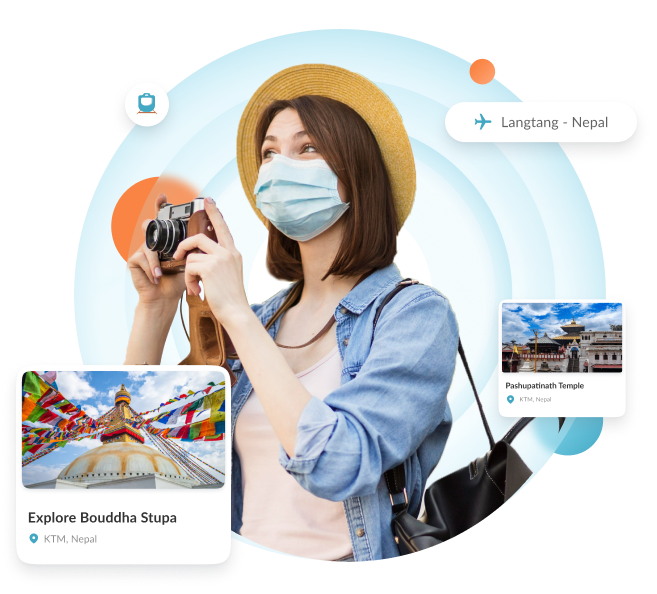 Langtang - Nepal
Pashupatinath Temple
KTM, Nepal
Explore Bouddha Stupa
KTM, Nepal